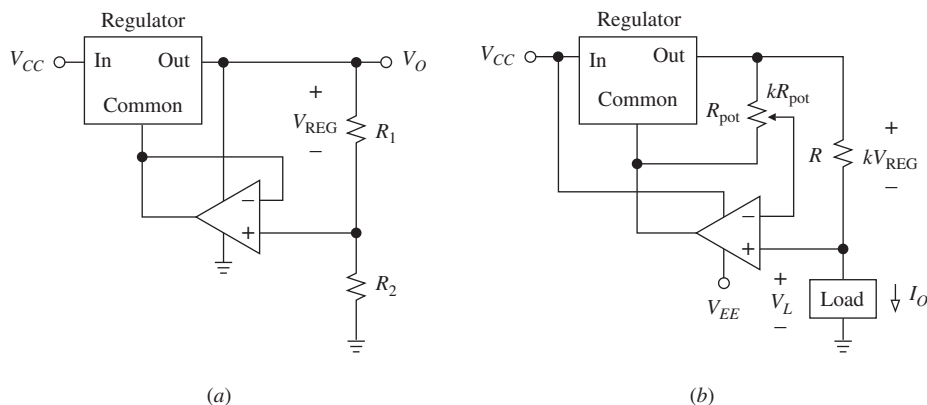 Regulator
V_CC
In
Out
V_O
Common
+
V_REG
−
R_1
−
+
R_2
(a)
Regulator
V_CC
In
Out
Common
R_pot
kR_pot
R
+
kV_REG
−
−
+
V_EE
+
V_L
−
Load
I_O
(b)